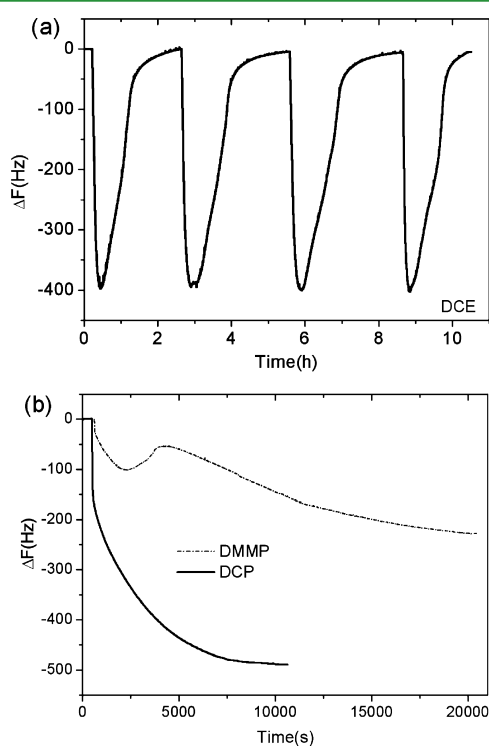 (a)
0
-100
-200
-300
-400
ΔF(Hz)
DCE
0 2 4 6 8 10
Time(h)
(b)
0
-100
-200
-300
-400
-500
ΔF(Hz)
DMMP
DCP
0 5000 10000 15000 20000
Time(s)